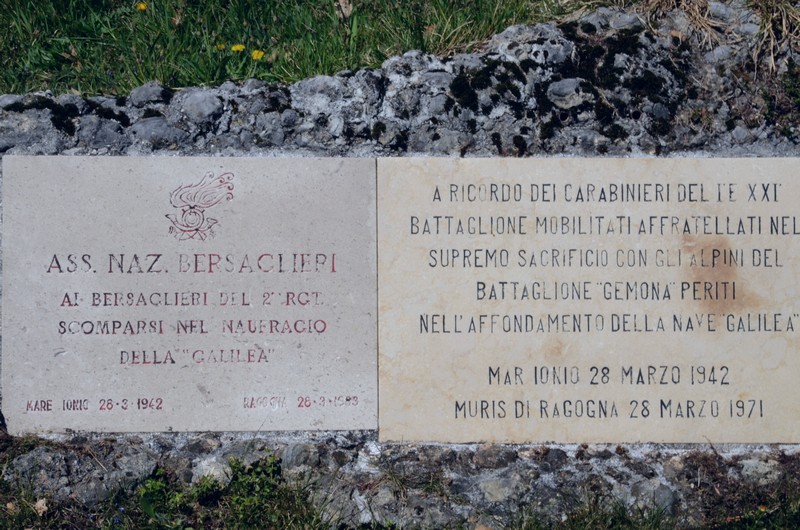 ASS. NAZ. BERSAGLIERI
AI BERSAGLIERI DEL 2° RGT.
SCOMPARSI NEL NAUFRAGIO
DELLA "GALILEA"
MARE IONIO 28·3·1942
RAGOGNA 28·3·1993
A RICORDO DEI CARABINIERI DEL I°E XXI°
BATTAGLIONE MOBILITATI AFFRATELLATI NEL
SUPREMO SACRIFICIO CON GLI ALPINI DEL
BATTAGLIONE "GEMONA" PERITI
NELL'AFFONDAMENTO DELLA NAVE "GALILEA"
MAR IONIO 28 MARZO 1942
MURIS DI RAGOGNA 28 MARZO 1971